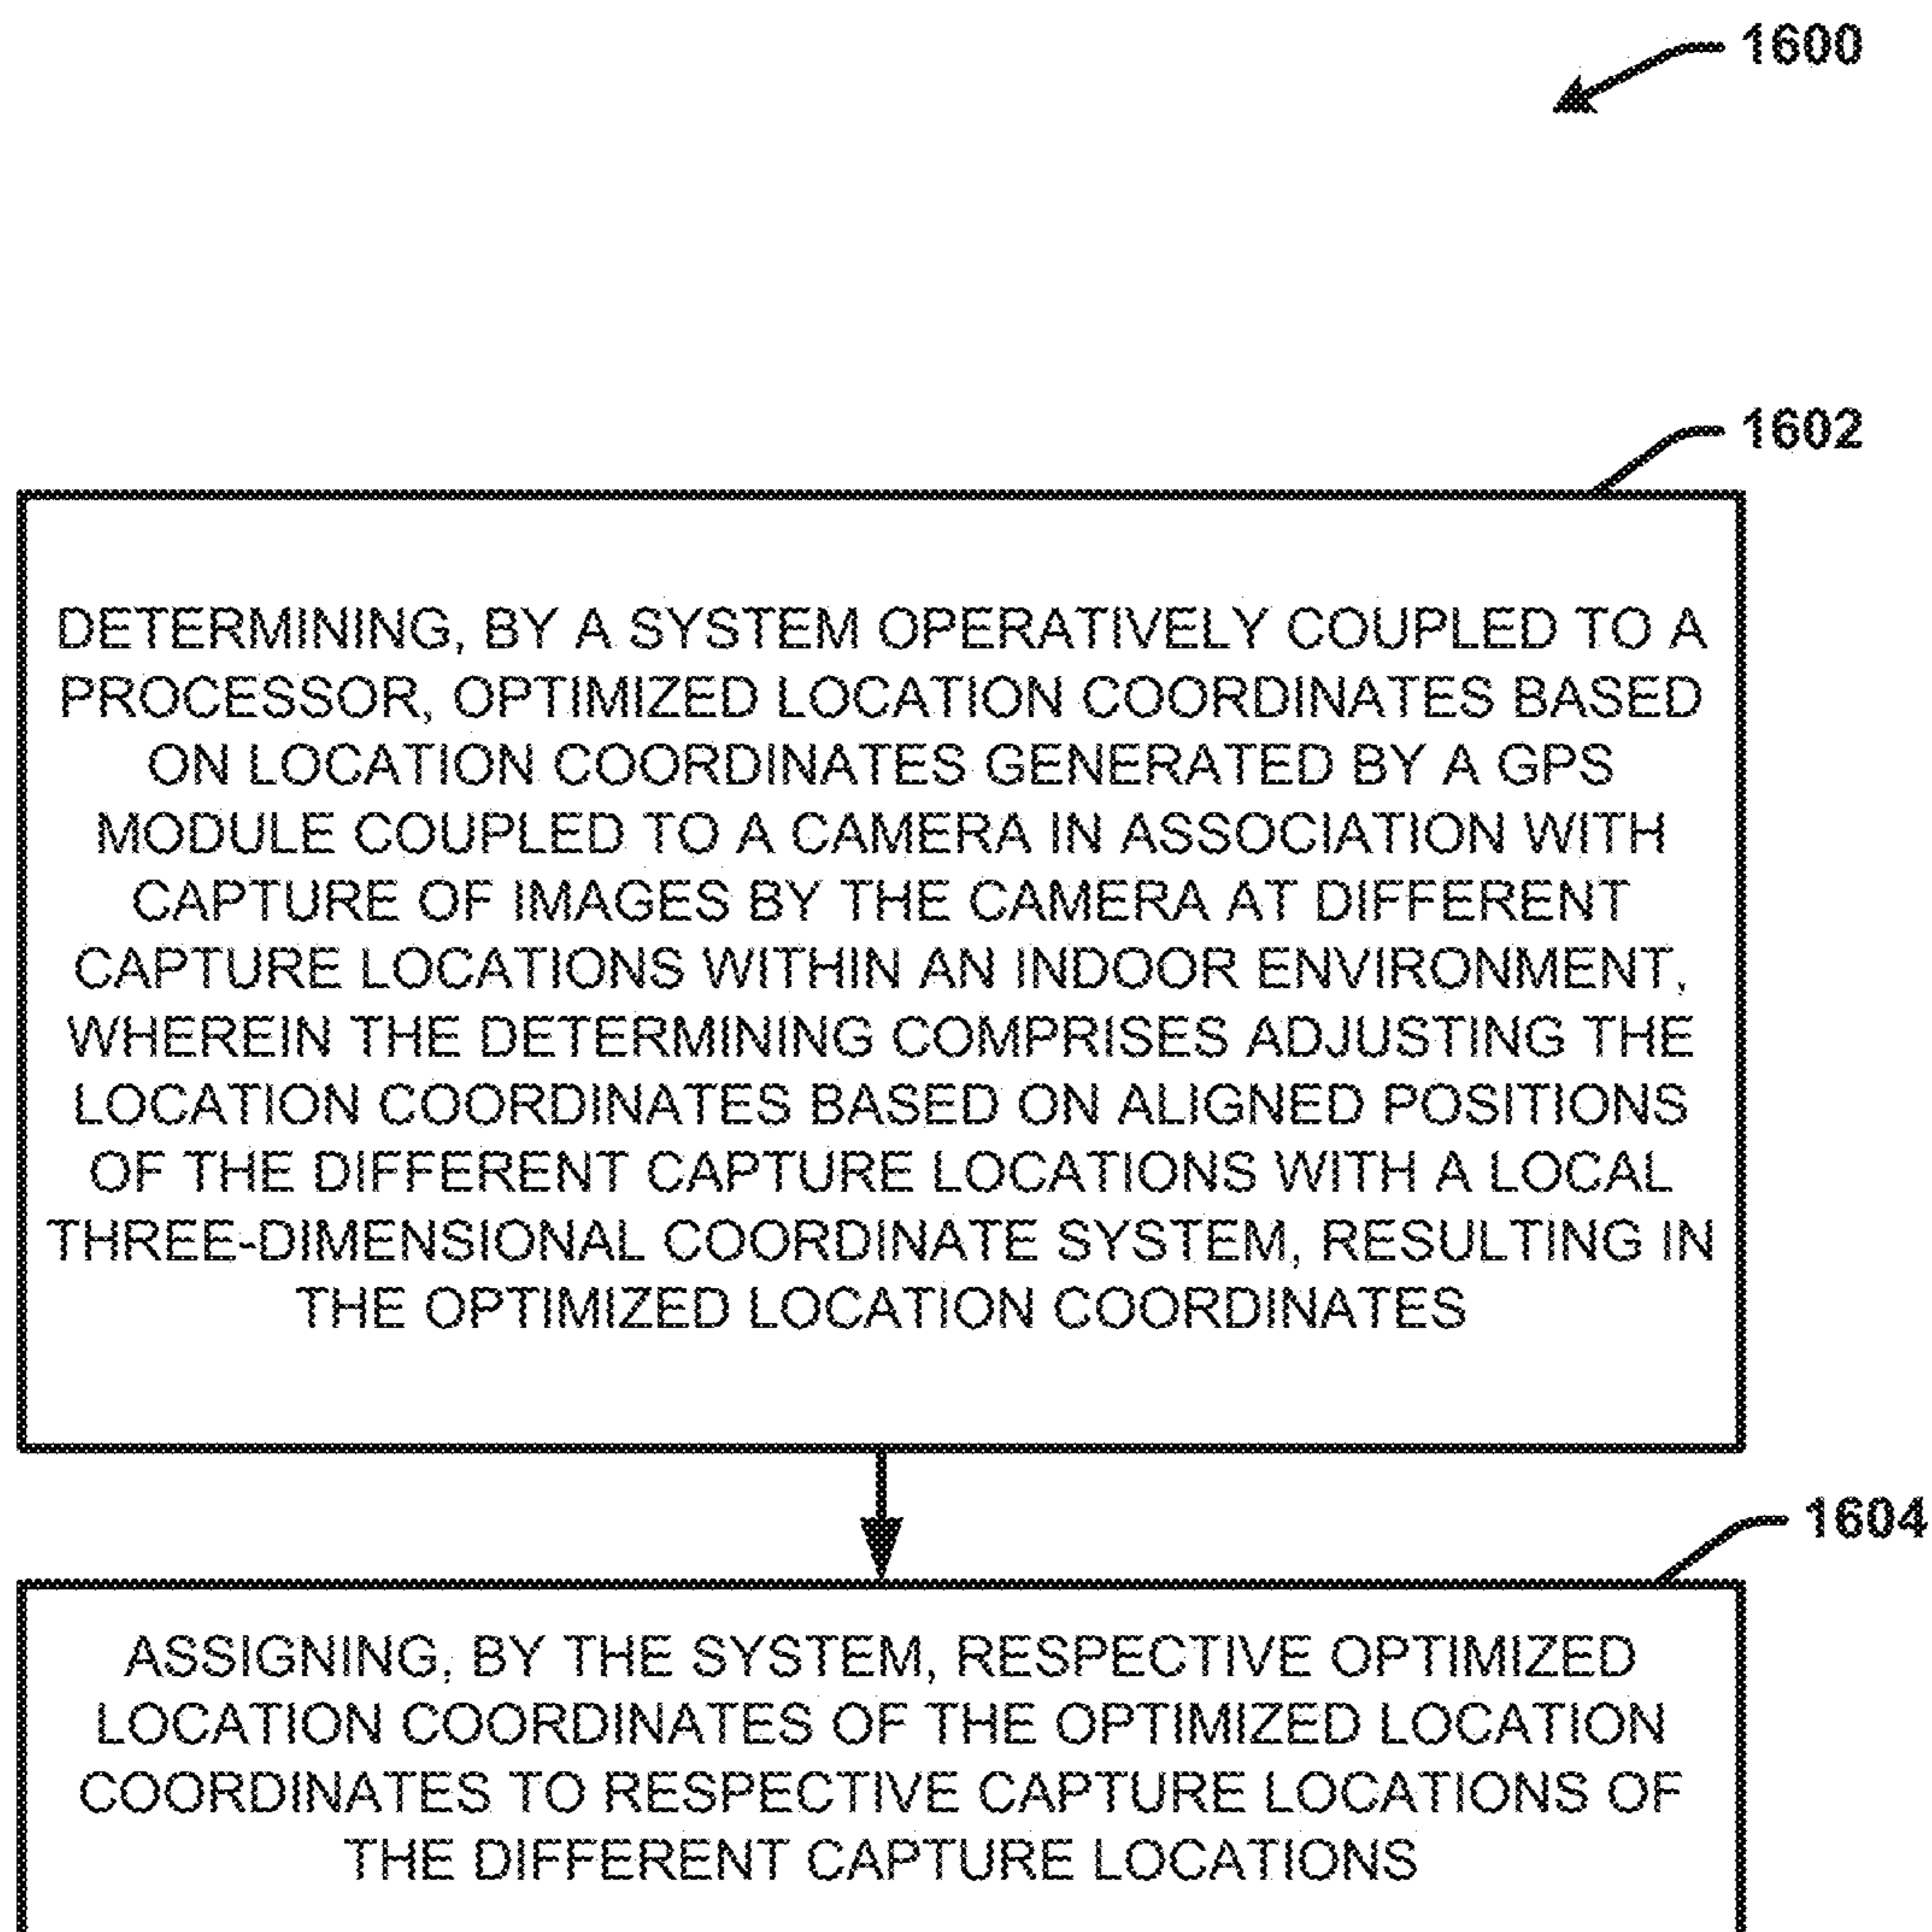 1600
1602
DETERMINING, BY A SYSTEM OPERATIVELY COUPLED TO A
PROCESSOR, OPTIMIZED LOCATION COORDINATES BASED
ON LOCATION COORDINATES GENERATED BY A GPS
MODULE COUPLED TO A CAMERA IN ASSOCIATION WITH
CAPTURE OF IMAGES BY THE CAMERA AT DIFFERENT
CAPTURE LOCATIONS WITHIN AN INDOOR ENVIRONMENT,
WHEREIN THE DETERMINING COMPRISES ADJUSTING THE
LOCATION COORDINATES BASED ON ALIGNED POSITIONS
OF THE DIFFERENT CAPTURE LOCATIONS WITH A LOCAL
THREE-DIMENSIONAL COORDINATE SYSTEM, RESULTING IN
THE OPTIMIZED LOCATION COORDINATES
1604
ASSIGNING, BY THE SYSTEM, RESPECTIVE OPTIMIZED
LOCATION COORDINATES OF THE OPTIMIZED LOCATION
COORDINATES TO RESPECTIVE CAPTURE LOCATIONS OF
THE DIFFERENT CAPTURE LOCATIONS